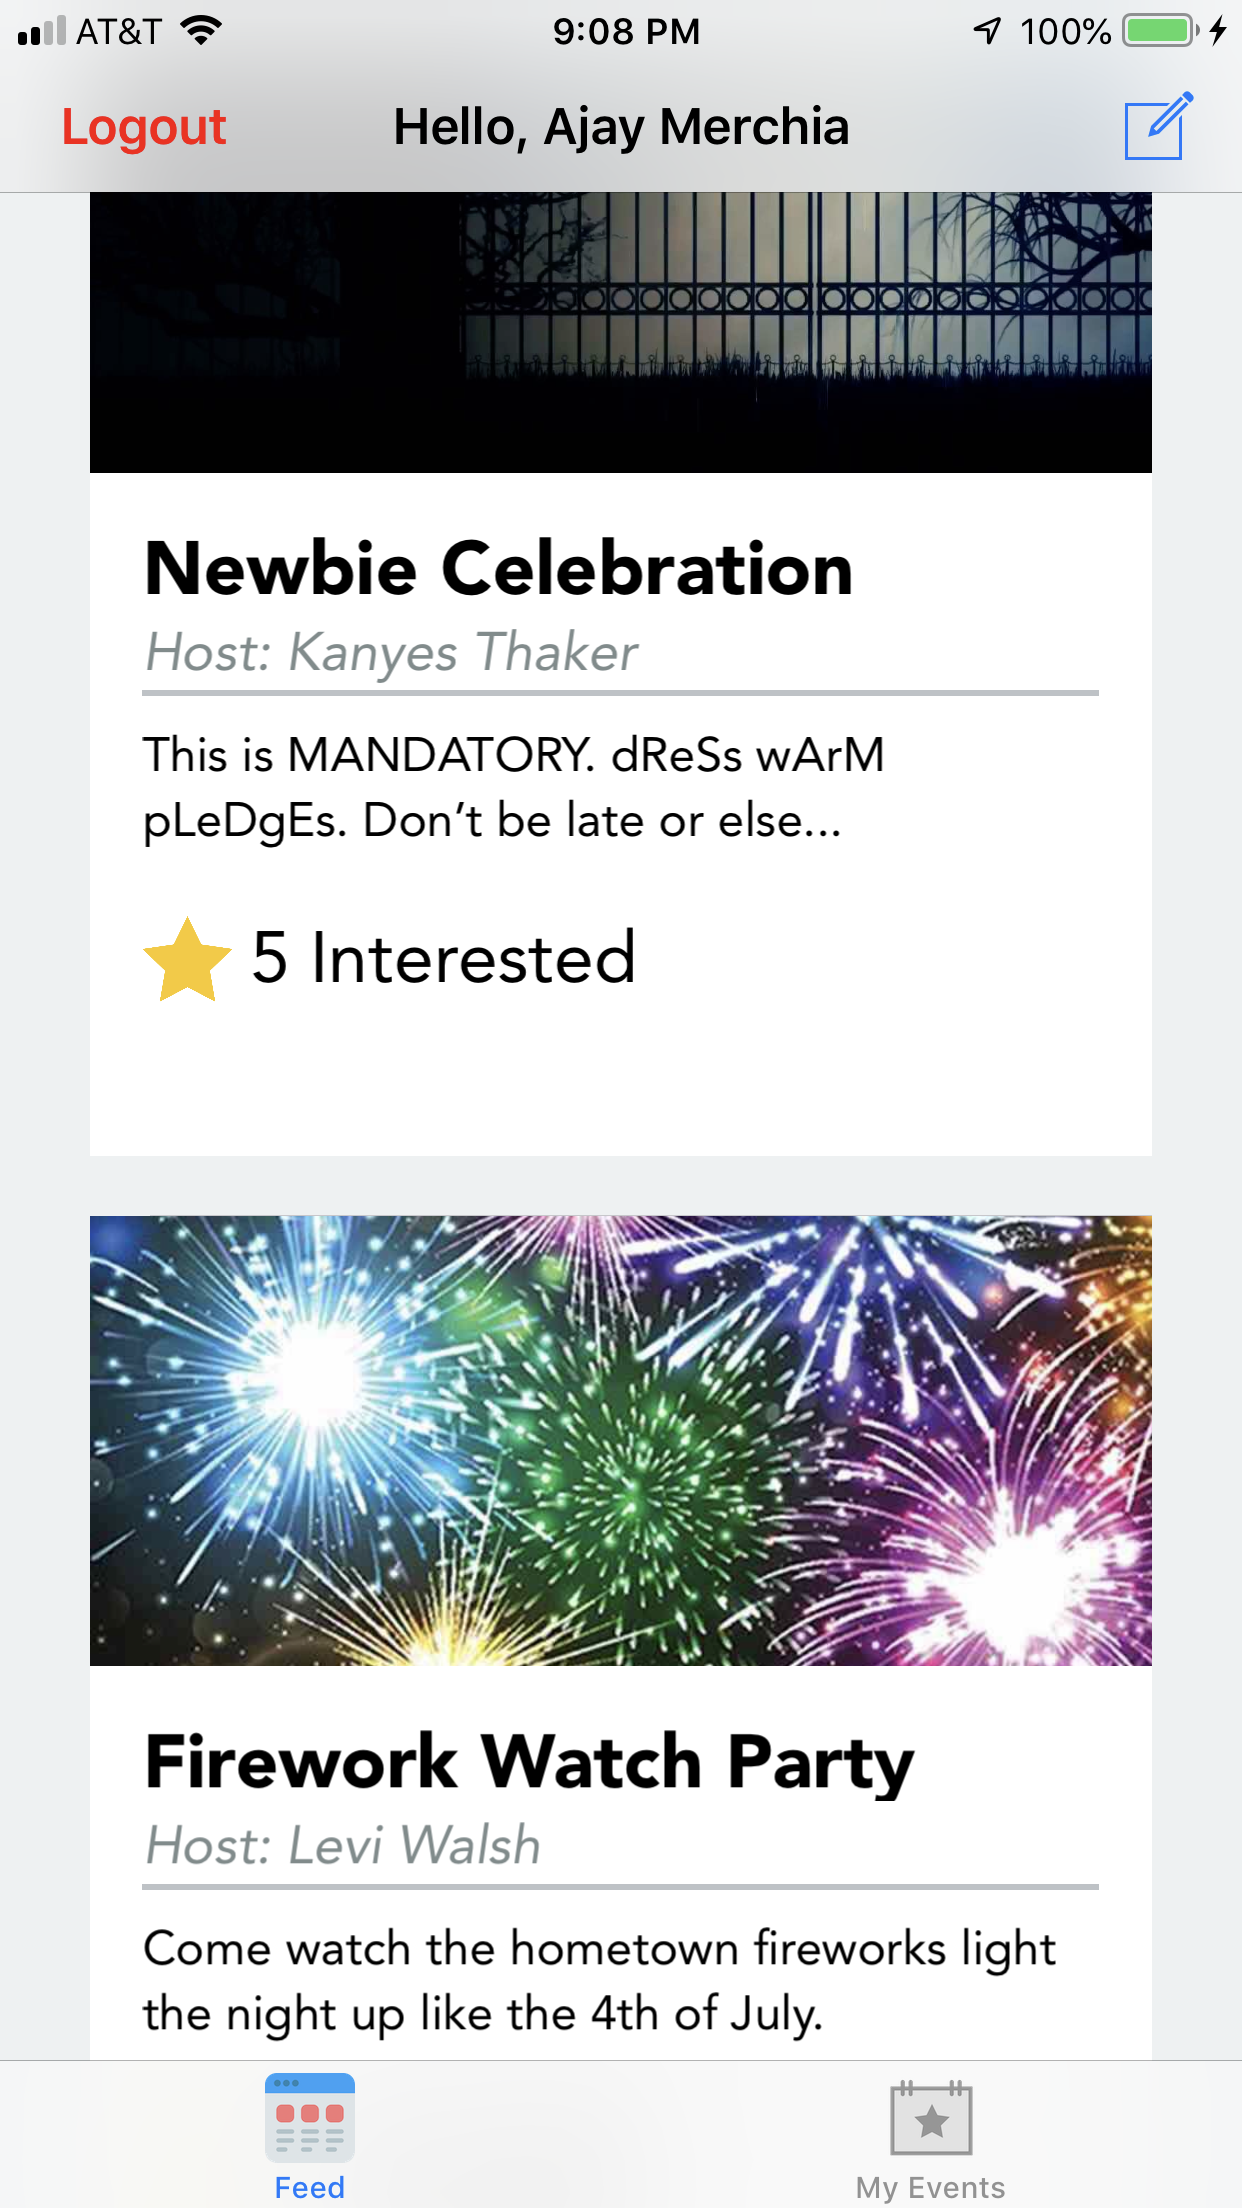 AT&T 9:08 PM 100%
Logout Hello, Ajay Merchia
Newbie Celebration
Host: Kanyes Thaker
This is MANDATORY. dReSs wArM
pLeDgEs. Don’t be late or else...
5 Interested
Firework Watch Party
Host: Levi Walsh
Come watch the hometown fireworks light
the night up like the 4th of July.
Feed My Events